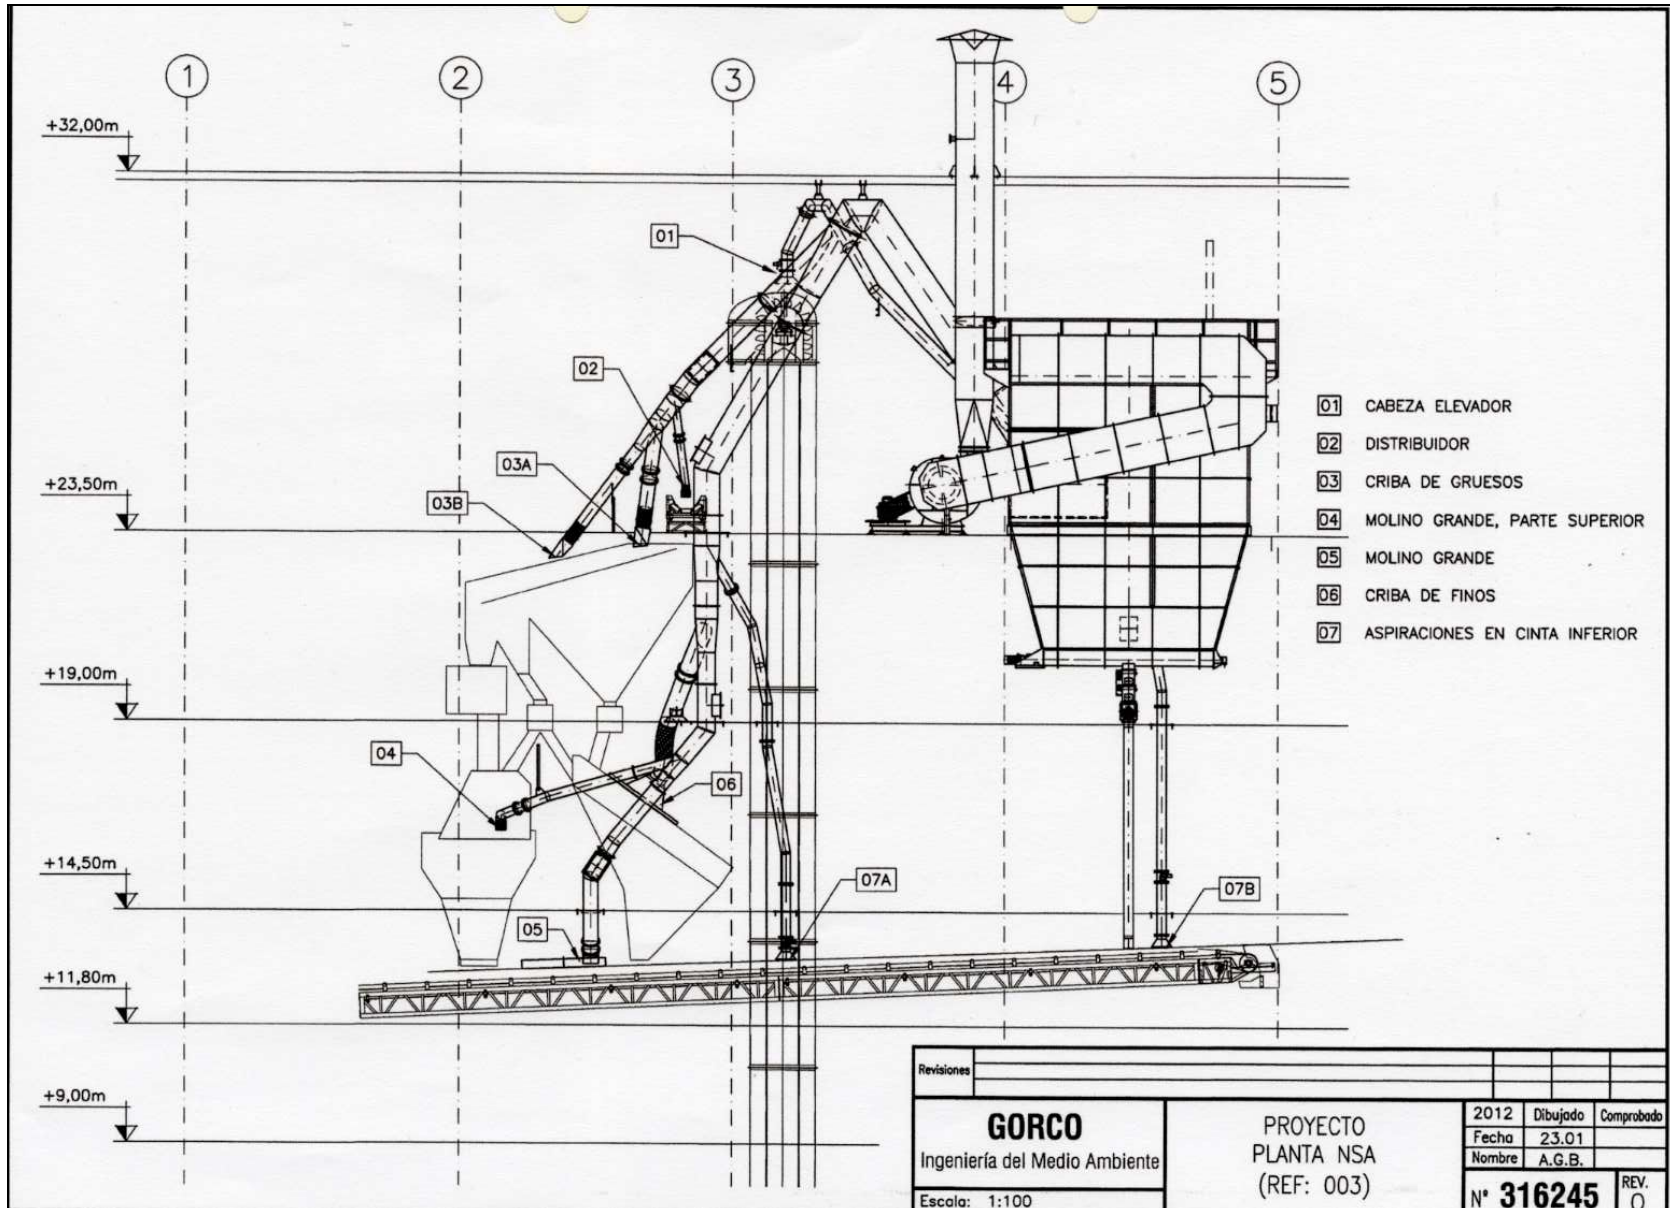 1
2
3
4
5
+32,00m
+23,50m
+19,00m
+14,50m
+11,80m
+9,00m
01
02
03A
03B
04
06
05
07A
07B
01 CABEZA ELEVADOR
02 DISTRIBUIDOR
03 CRIBA DE GRUESOS
04 MOLINO GRANDE, PARTE SUPERIOR
05 MOLINO GRANDE
06 CRIBA DE FINOS
07 ASPIRACIONES EN CINTA INFERIOR
Revisiones
GORCO
Ingeniería del Medio Ambiente
Escala: 1:100
PROYECTO
PLANTA NSA
(REF: 003)
2012 Dibujado Comprobado
Fecha 23.01
Nombre A.G.B.
Nº 316245
REV.
0